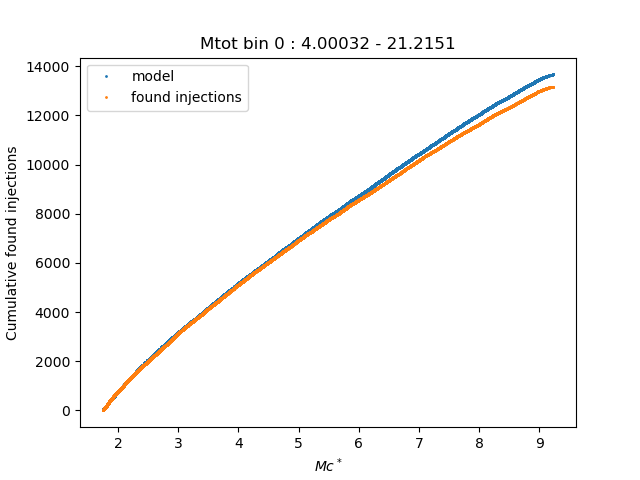 Mtot bin 0 : 4.00032 - 21.2151
model
found injections
Cumulative found injections
14000
12000
10000
8000
6000
4000
2000
0
2 3 4 5 6 7 8 9
Mc*